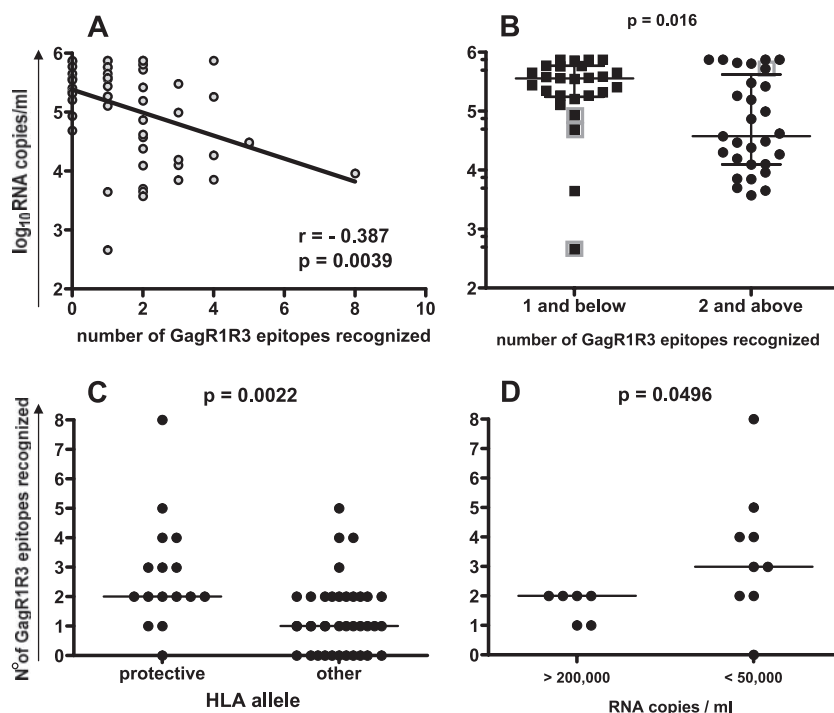 A
log10RNA copies/ml
6
5
4
3
2
0 2 4 6 8 10
r = - 0.387
p = 0.0039
number of GagR1R3 epitopes recognized
B
p = 0.016
6
5
4
3
2
1 and below 2 and above
number of GagR1R3 epitopes recognized
C
p = 0.0022
N° of GagR1R3 epitopes recognized
8
7
6
5
4
3
2
1
0
protective other
HLA allele
D
p = 0.0496
8
7
6
5
4
3
2
1
0
> 200,000 < 50,000
RNA copies / ml